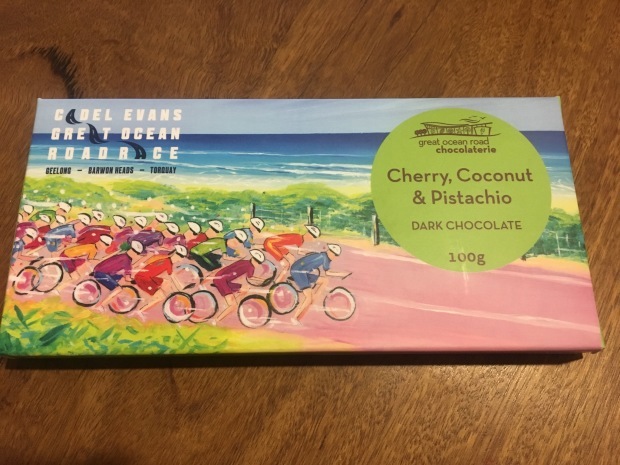 CADEL EVANS
GREAT OCEAN
ROAD RACE
GEELONG – BARWON HEADS – TORQUAY
great ocean road
chocolaterie
Cherry, Coconut
& Pistachio
DARK CHOCOLATE
100g